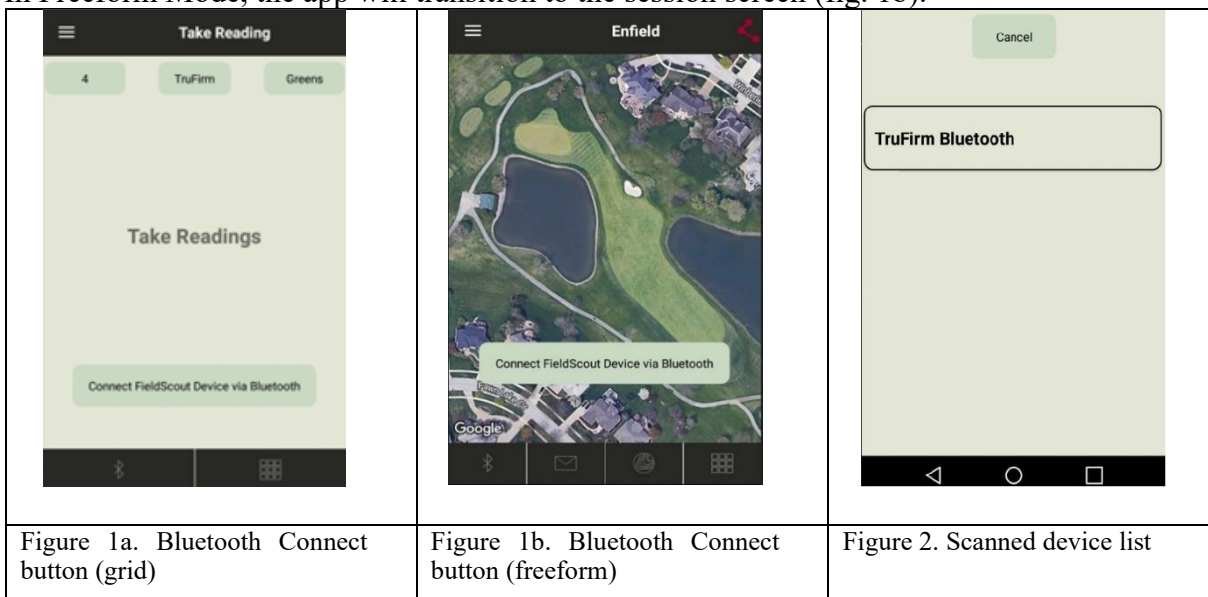 In Freeform Mode, the app will transition to the session screen (fig. 1b).
Take Reading
4 TruFirm Greens
Take Readings
Connect FieldScout Device via Bluetooth
Enfield
Connect FieldScout Device via Bluetooth
Google
Cancel
TruFirm Bluetooth
Figure 1a. Bluetooth Connect
button (grid)
Figure 1b. Bluetooth Connect
button (freeform)
Figure 2. Scanned device list